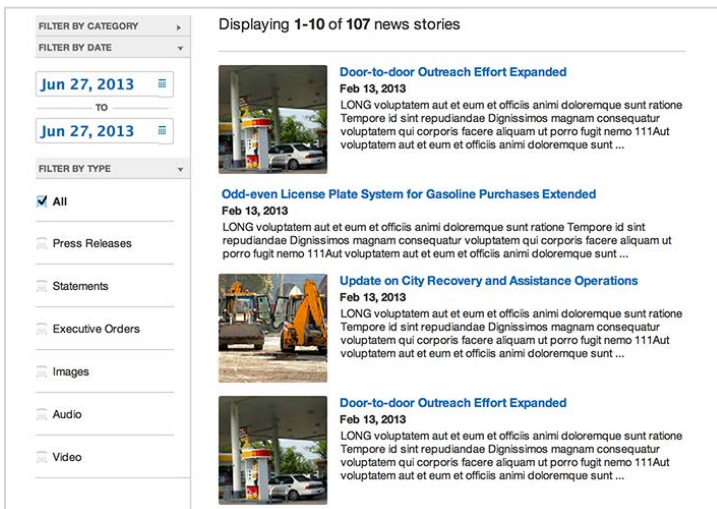 FILTER BY CATEGORY
FILTER BY DATE
Jun 27, 2013
TO
Jun 27, 2013
FILTER BY TYPE
All
Press Releases
Statements
Executive Orders
Images
Audio
Video
Displaying 1-10 of 107 news stories
Door-to-door Outreach Effort Expanded
Feb 13, 2013
LONG voluptatem aut et eum et officiis animi doloremque sunt ratione
Tempore id sint repudiandae Dignissimos magnam consequatur
voluptatem qui corporis facere aliquam ut porro fugit nemo 111Aut
voluptatem aut et eum et officiis animi doloremque sunt ...
Odd-even License Plate System for Gasoline Purchases Extended
Feb 13, 2013
LONG voluptatem aut et eum et officiis animi doloremque sunt ratione Tempore id sint
repudiandae Dignissimos magnam consequatur voluptatem qui corporis facere aliquam ut
porro fugit nemo 111Aut voluptatem aut et eum et officiis animi doloremque sunt ...
Update on City Recovery and Assistance Operations
Feb 13, 2013
LONG voluptatem aut et eum et officiis animi doloremque sunt ratione
Tempore id sint repudiandae Dignissimos magnam consequatur
voluptatem qui corporis facere aliquam ut porro fugit nemo 111Aut
voluptatem aut et eum et officiis animi doloremque sunt ...
Door-to-door Outreach Effort Expanded
Feb 13, 2013
LONG voluptatem aut et eum et officiis animi doloremque sunt ratione
Tempore id sint repudiandae Dignissimos magnam consequatur
voluptatem qui corporis facere aliquam ut porro fugit nemo 111Aut
voluptatem aut et eum et officiis animi doloremque sunt ...